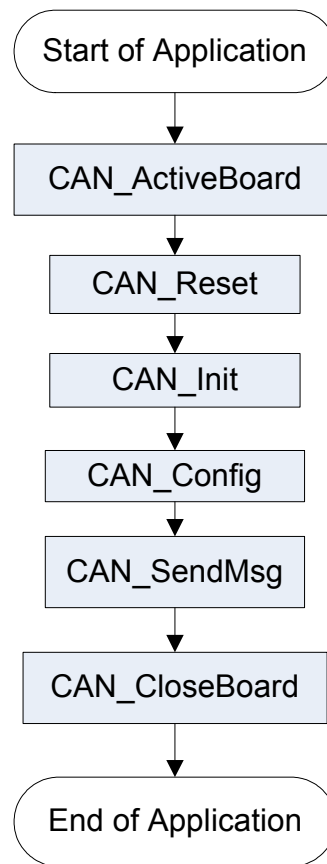 Start of Application
CAN_ActiveBoard
CAN_Reset
CAN_Init
CAN_Config
CAN_SendMsg
CAN_CloseBoard
End of Application